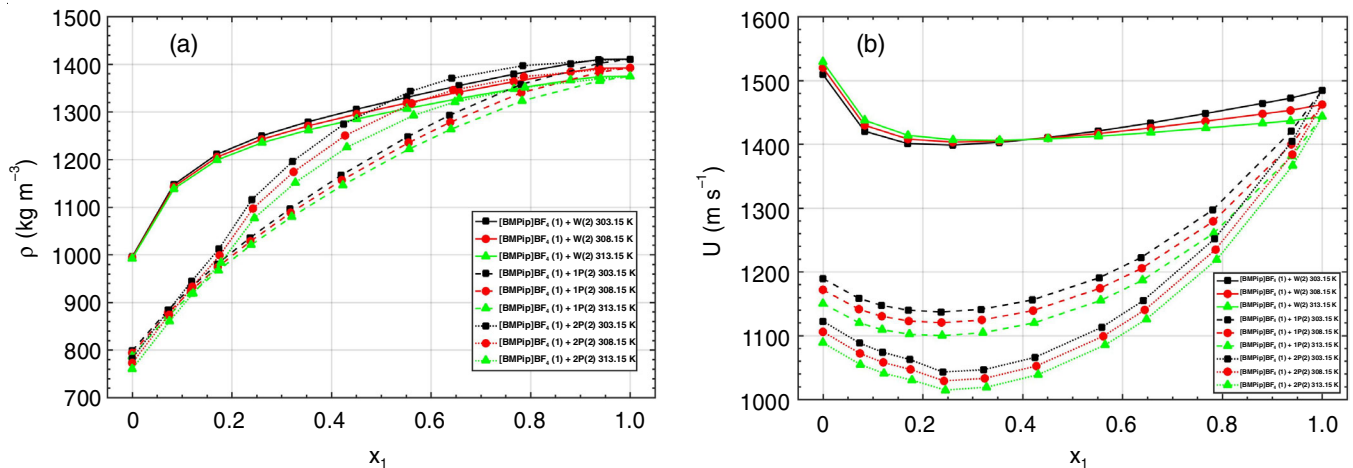 (a)
1500
1400
1300
1200
1100
1000
900
800
700
ρ (kg m⁻³)
0 0.2 0.4 0.6 0.8 1.0
x₁
[BMPip]BF₄ (1) + W(2) 303.15 K
[BMPip]BF₄ (1) + W(2) 308.15 K
[BMPip]BF₄ (1) + W(2) 313.15 K
[BMPip]BF₄ (1) + 1P(2) 303.15 K
[BMPip]BF₄ (1) + 1P(2) 308.15 K
[BMPip]BF₄ (1) + 1P(2) 313.15 K
[BMPip]BF₄ (1) + 2P(2) 303.15 K
[BMPip]BF₄ (1) + 2P(2) 308.15 K
[BMPip]BF₄ (1) + 2P(2) 313.15 K
(b)
1600
1500
1400
1300
1200
1100
1000
U (m s⁻¹)
0 0.2 0.4 0.6 0.8 1.0
x₁
[BMPip]BF₄ (1) + W(2) 303.15 K
[BMPip]BF₄ (1) + W(2) 308.15 K
[BMPip]BF₄ (1) + W(2) 313.15 K
[BMPip]BF₄ (1) + 1P(2) 303.15 K
[BMPip]BF₄ (1) + 1P(2) 308.15 K
[BMPip]BF₄ (1) + 1P(2) 313.15 K
[BMPip]BF₄ (1) + 2P(2) 303.15 K
[BMPip]BF₄ (1) + 2P(2) 308.15 K
[BMPip]BF₄ (1) + 2P(2) 313.15 K